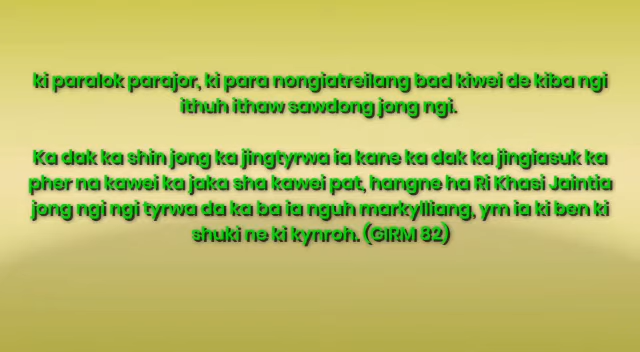 ki paralok parajor, ki para nongiatreilang bad kiwei de kiba ngi
ithuh ithaw sawdong jong ngi.
Ka dak ka shin jong ka jingtyrwa ia kane ka dak ka jingiasuk ka
pher na kawei ka jaka sha kawei pat, hangne ha Ri Khasi Jaintia
jong ngi ngi tyrwa da ka ba ia nguh markylliang, ym ia ki ben ki
shuki ne ki kynroh. (GIRM 82)